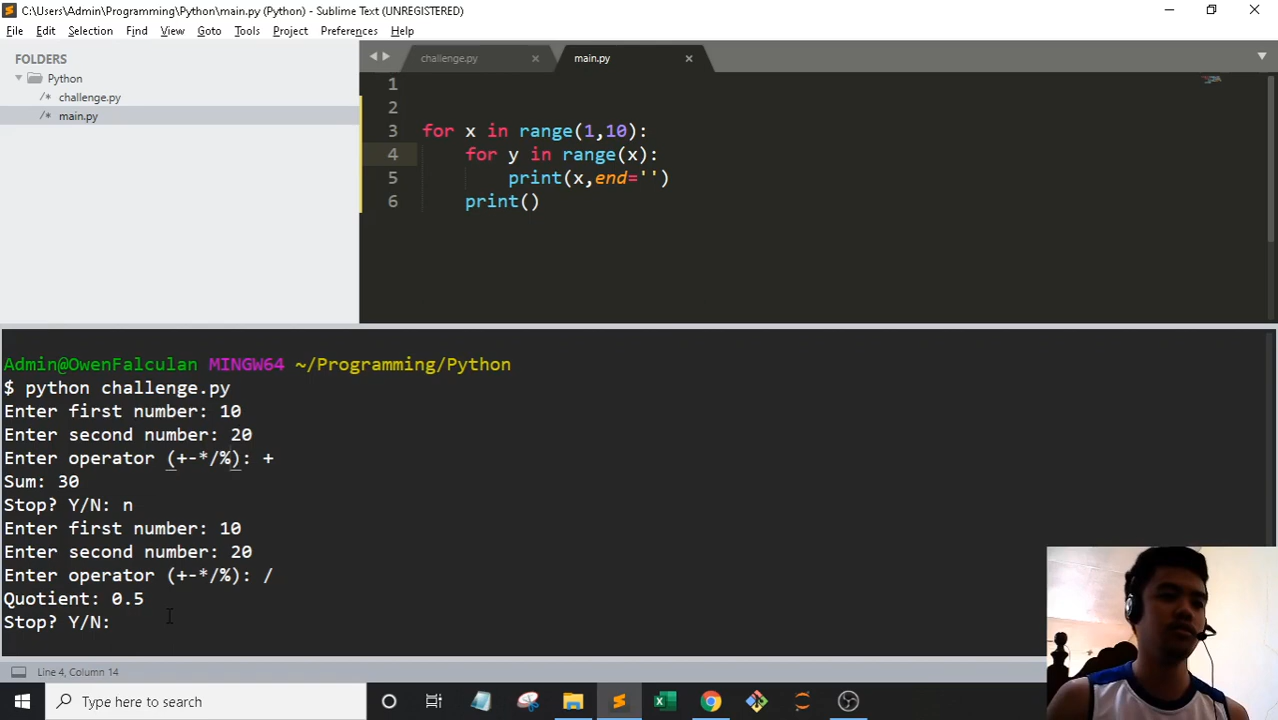 C:\Users\Admin\Programming\Python\main.py (Python) - Sublime Text (UNREGISTERED)
File Edit Selection Find View Goto Tools Project Preferences Help
FOLDERS
Python
/* challenge.py
/* main.py
challenge.py × main.py ×
1
2
3 for x in range(1,10):
4 for y in range(x):
5 print(x,end='')
6 print()
Admin@OwenFalculan MINGW64 ~/Programming/Python
$ python challenge.py
Enter first number: 10
Enter second number: 20
Enter operator (+-*/%): +
Sum: 30
Stop? Y/N: n
Enter first number: 10
Enter second number: 20
Enter operator (+-*/%): /
Quotient: 0.5
Stop? Y/N:
Line 4, Column 14
Type here to search